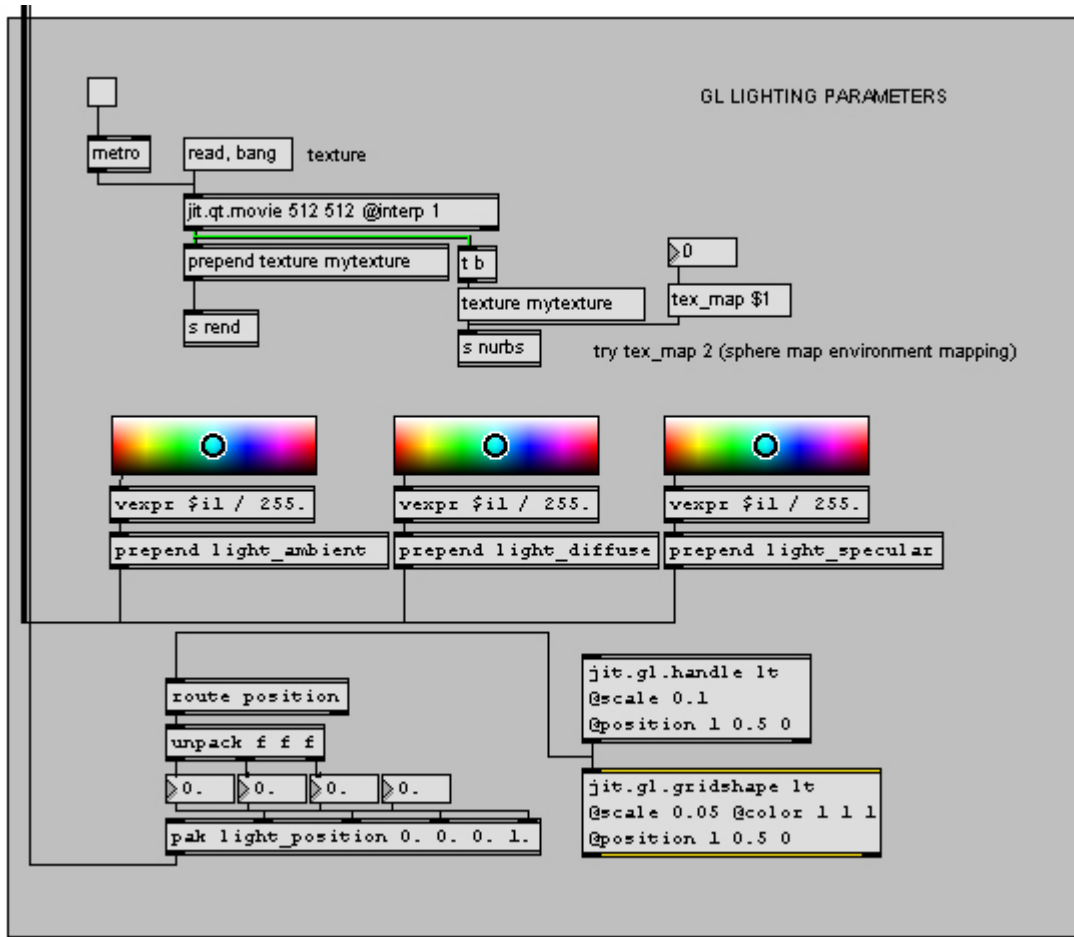 GL LIGHTING PARAMETERS
metro
read, bang
texture
jit.qt.movie 512 512 @interp 1
prepend texture mytexture
t b
0
texture mytexture
tex_map $1
s rend
s nurbs
try tex_map 2 (sphere map environment mapping)
vexpr $i1 / 255.
vexpr $i1 / 255.
vexpr $i1 / 255.
prepend light_ambient
prepend light_diffuse
prepend light_specular
jit.gl.handle lt
@scale 0.1
@position 1 0.5 0
route position
unpack f f f
0.
0.
0.
0.
jit.gl.gridshape lt
@scale 0.05 @color 1 1 1
@position 1 0.5 0
pak light_position 0. 0. 0. 1.